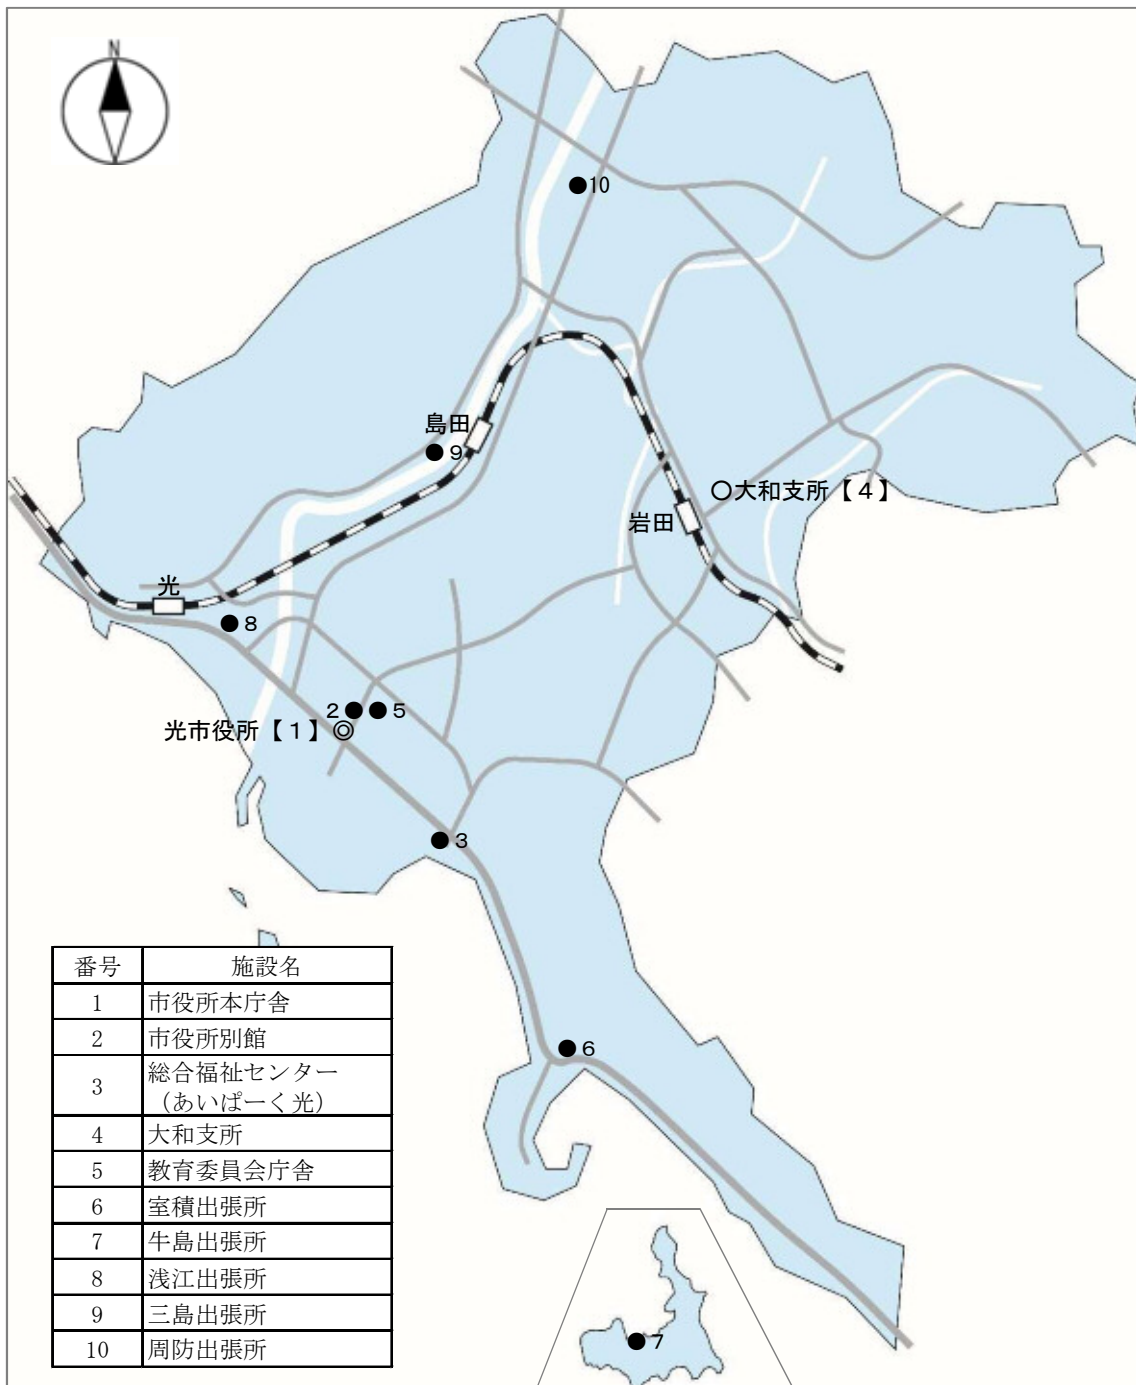 N
10
島田
9
大和支所【４】
岩田
光
8
2
5
光市役所【１】
3
6
7
番号 施設名
1 市役所本庁舎
2 市役所別館
3 総合福祉センター
（あいぱーく光）
4 大和支所
5 教育委員会庁舎
6 室積出張所
7 牛島出張所
8 浅江出張所
9 三島出張所
10 周防出張所